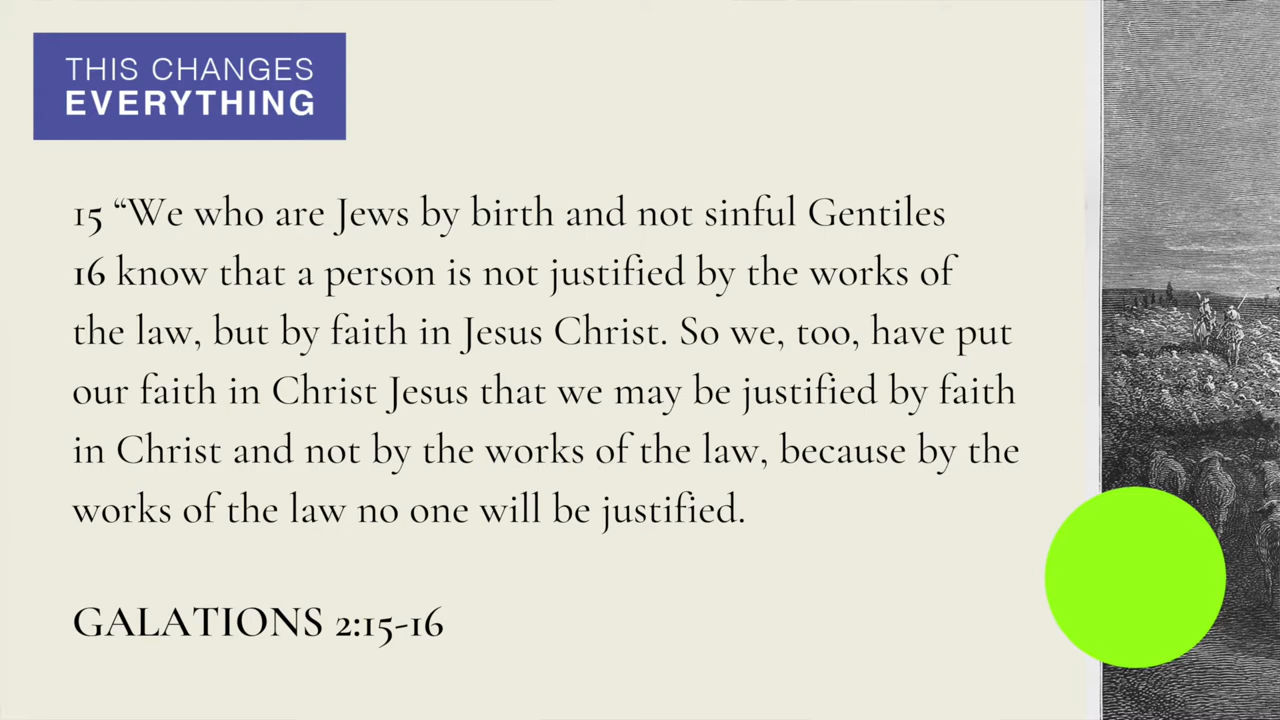 THIS CHANGES
EVERYTHING
15 “We who are Jews by birth and not sinful Gentiles
16 know that a person is not justified by the works of
the law, but by faith in Jesus Christ. So we, too, have put
our faith in Christ Jesus that we may be justified by faith
in Christ and not by the works of the law, because by the
works of the law no one will be justified.
GALATIONS 2:15-16